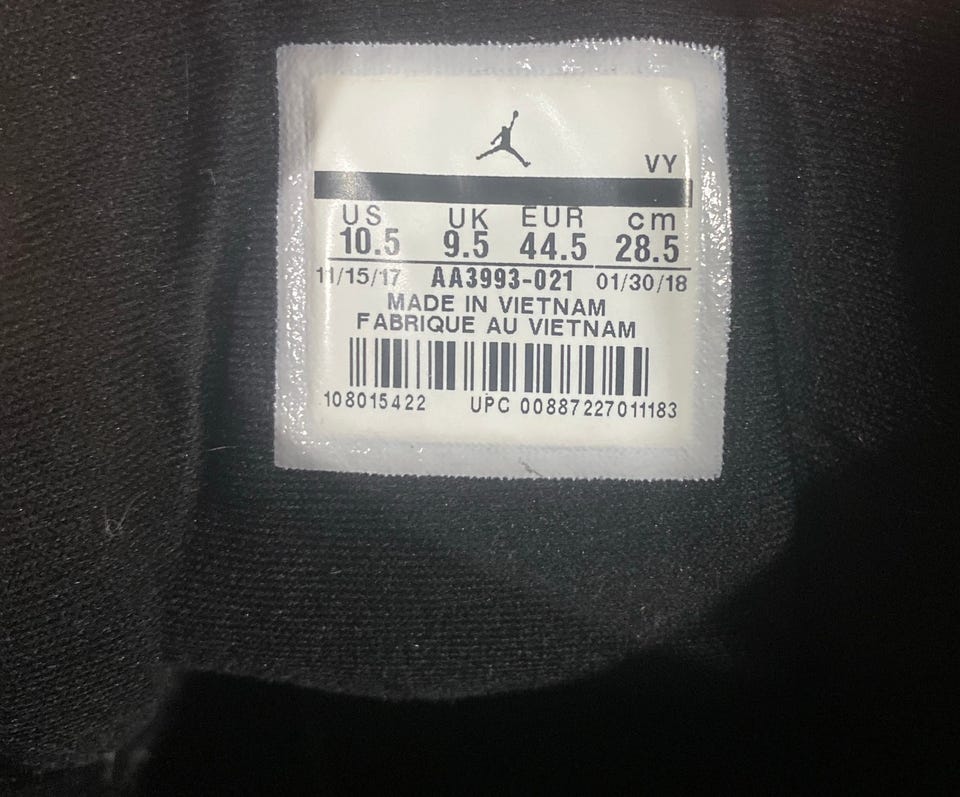 VY
US UK EUR cm
10.5 9.5 44.5 28.5
11/15/17 AA3993-021 01/30/18
MADE IN VIETNAM
FABRIQUE AU VIETNAM
108015422 UPC 00887227011183